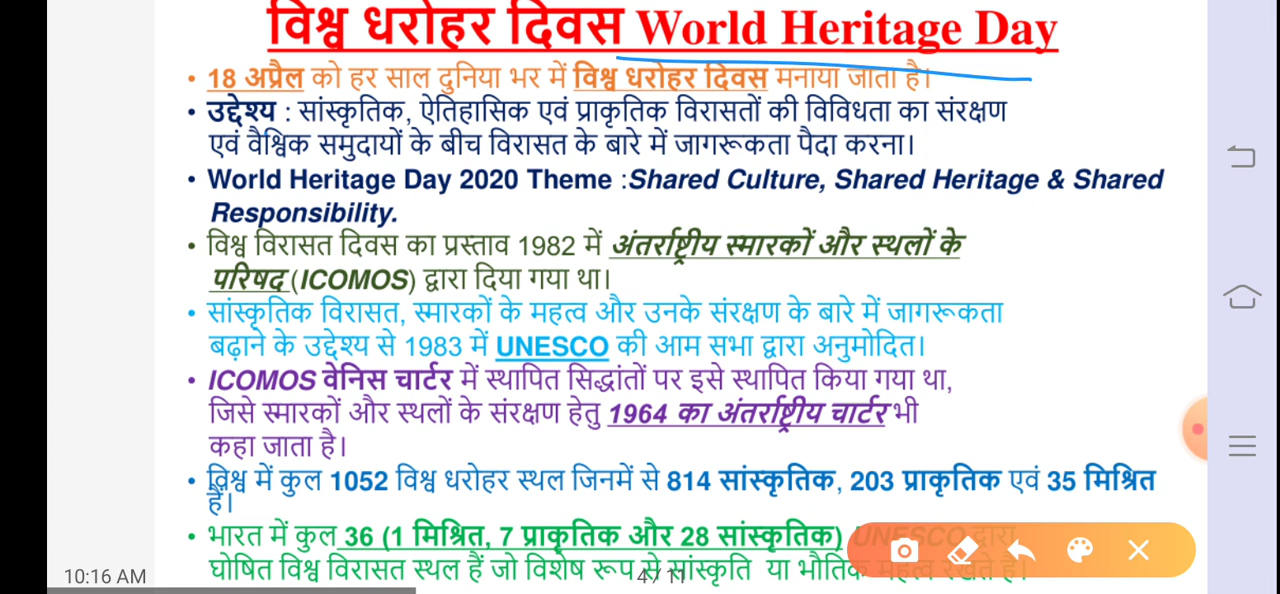 विश्व धरोहर दिवस World Heritage Day
• 18 अप्रैल को हर साल दुनिया भर में विश्व धरोहर दिवस मनाया जाता है।
• उद्देश्य : सांस्कृतिक, ऐतिहासिक एवं प्राकृतिक विरासतों की विविधता का संरक्षण
एवं वैश्विक समुदायों के बीच विरासत के बारे में जागरूकता पैदा करना।
• World Heritage Day 2020 Theme :Shared Culture, Shared Heritage & Shared
Responsibility.
• विश्व विरासत दिवस का प्रस्ताव 1982 में अंतर्राष्ट्रीय स्मारकों और स्थलों के
परिषद (ICOMOS) द्वारा दिया गया था।
• सांस्कृतिक विरासत, स्मारकों के महत्व और उनके संरक्षण के बारे में जागरूकता
बढ़ाने के उद्देश्य से 1983 में UNESCO की आम सभा द्वारा अनुमोदित।
• ICOMOS वेनिस चार्टर में स्थापित सिद्धांतों पर इसे स्थापित किया गया था,
जिसे स्मारकों और स्थलों के संरक्षण हेतु 1964 का अंतर्राष्ट्रीय चार्टर भी
कहा जाता है।
• विश्व में कुल 1052 विश्व धरोहर स्थल जिनमें से 814 सांस्कृतिक, 203 प्राकृतिक एवं 35 मिश्रित
हैं।
• भारत में कुल 36 (1 मिश्रित, 7 प्राकृतिक और 28 सांस्कृतिक) UNESCO द्वारा
घोषित विश्व विरासत स्थल हैं जो विशेष रूप से सांस्कृति या भौतिक महत्व रखते हैं।
10:16 AM
4 / 11